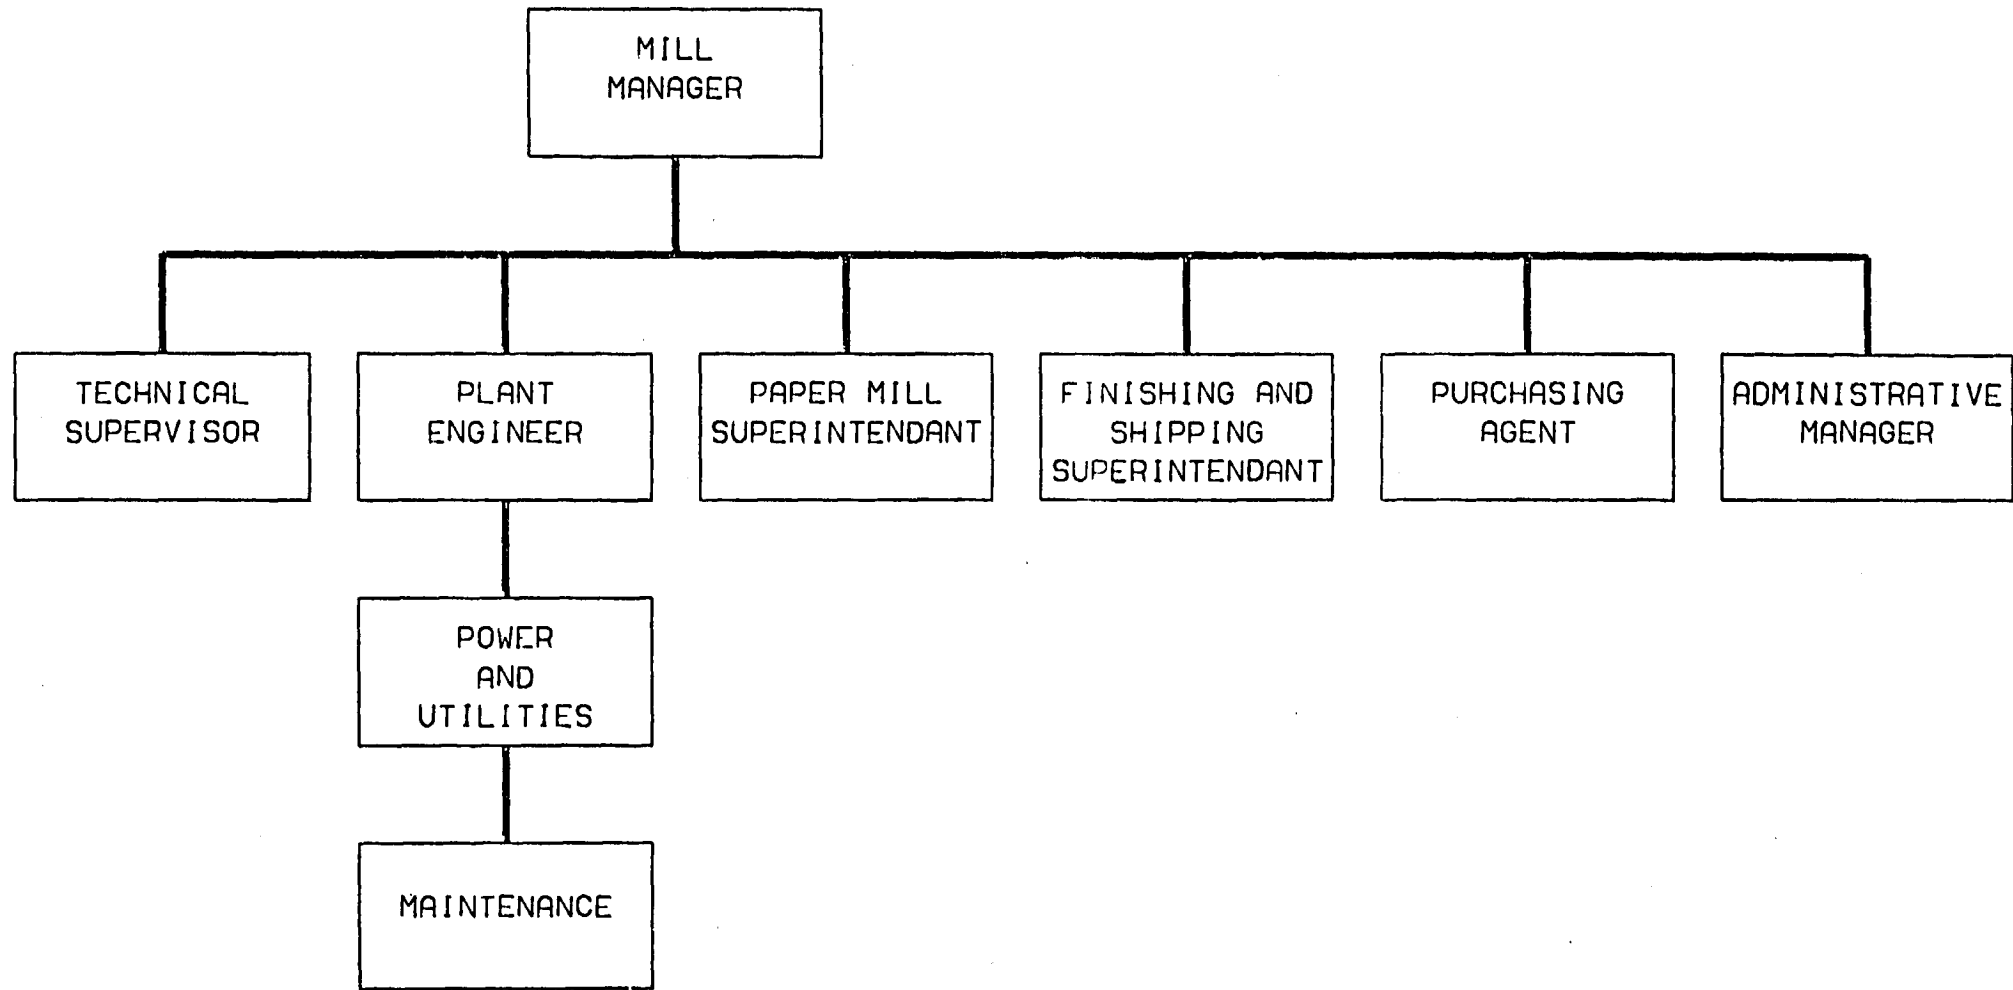 MILL
MANAGER
TECHNICAL
SUPERVISOR
PLANT
ENGINEER
PAPER MILL
SUPERINTENDANT
FINISHING AND
SHIPPING
SUPERINTENDANT
PURCHASING
AGENT
ADMINISTRATIVE
MANAGER
POWER
AND
UTILITIES
MAINTENANCE